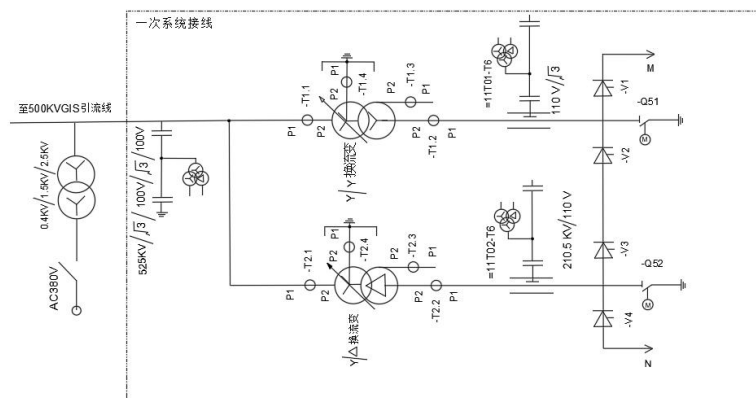 一次系统接线
至500KVGIS引流线
0.4KV/1.5KV/2.5KV
AC380V
525KV/√3/100V/√3/100V
P1
-T1.1
P2
P1
P2
-T1.4
P2
-T1.3
P1
P2
-T1.2
P1
Y/Y换流变
=11T01-T6
110 V/√3
M
-V1
-Q51
M
-V2
P1
-T2.1
P2
P1
P2
-T2.4
P2
-T2.3
P1
P2
-T2.2
P1
Y/△换流变
=11T02-T6
210.5 KV/110 V
-V3
-Q52
M
-V4
N